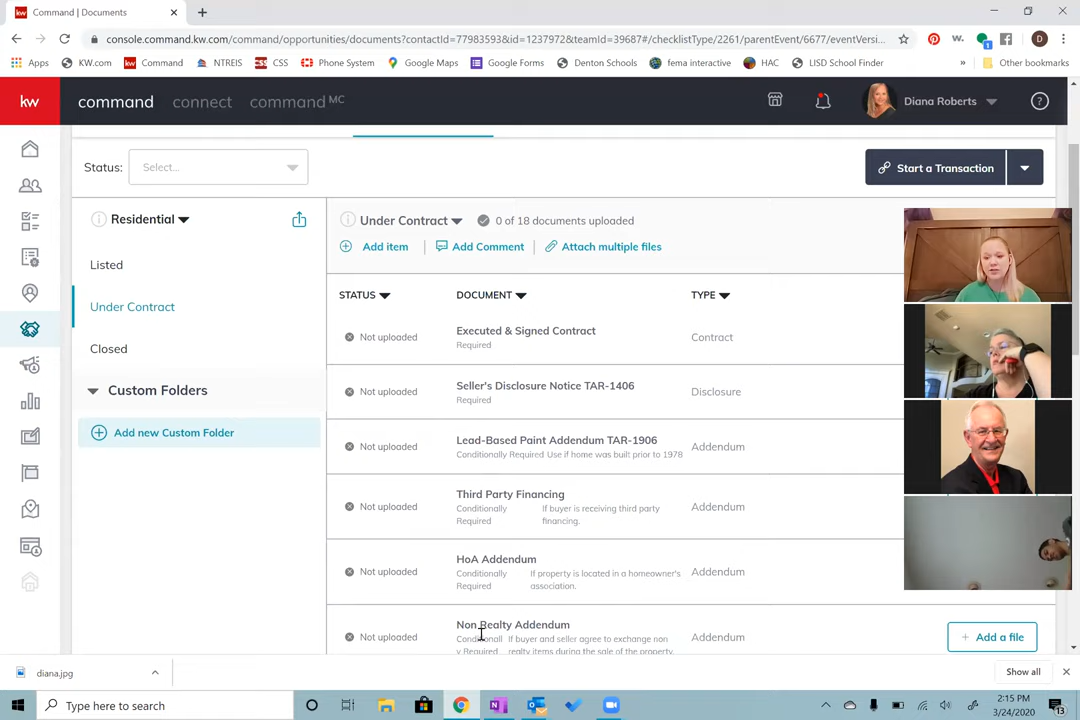 kw Command | Documents
console.command.kw.com/command/opportunities/documents?contactId=77983593&id=1237972&teamId=39687#/checklistType/2261/parentEvent/6677/eventVersi...
Apps KW.com Command NTREIS CSS Phone System Google Maps Google Forms Denton Schools fema interactive HAC LISD School Finder » Other bookmarks
kw command connect command MC Diana Roberts
Status: Select... Start a Transaction
Residential Under Contract 0 of 18 documents uploaded
Add item Add Comment Attach multiple files
Listed
STATUS DOCUMENT TYPE
Under Contract
Executed & Signed Contract
Not uploaded Contract
Required
Closed
Seller's Disclosure Notice TAR-1406
Not uploaded Disclosure
Required
Custom Folders
Add new Custom Folder
Lead-Based Paint Addendum TAR-1906
Not uploaded Addendum
Conditionally Required Use if home was built prior to 1978
Third Party Financing
Not uploaded Addendum
Conditionally Required If buyer is receiving third party financing.
HoA Addendum
Not uploaded Addendum
Conditionally Required If property is located in a homeowner's association.
Non Realty Addendum
Not uploaded Addendum + Add a file
Conditionally Required If buyer and seller agree to exchange non realty items during the sale of the property.
diana.jpg Show all
Type here to search
2:15 PM
3/24/2020
13